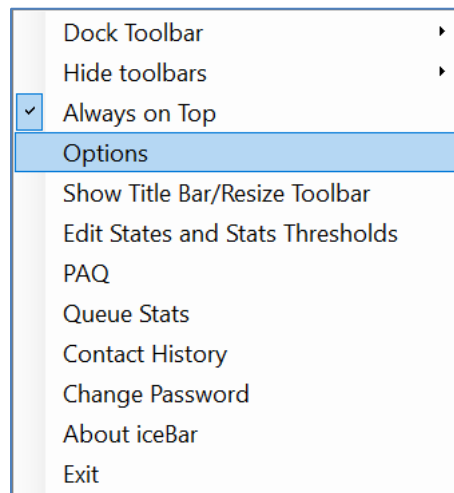 Dock Toolbar
Hide toolbars
Always on Top
Options
Show Title Bar/Resize Toolbar
Edit States and Stats Thresholds
PAQ
Queue Stats
Contact History
Change Password
About iceBar
Exit